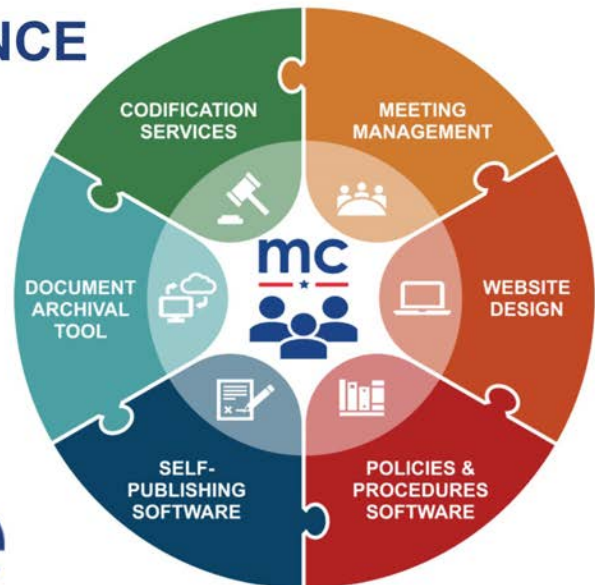 NCE
CODIFICATION
SERVICES
MEETING
MANAGEMENT
DOCUMENT
ARCHIVAL
TOOL
mc
WEBSITE
DESIGN
SELF-
PUBLISHING
SOFTWARE
POLICIES &
PROCEDURES
SOFTWARE